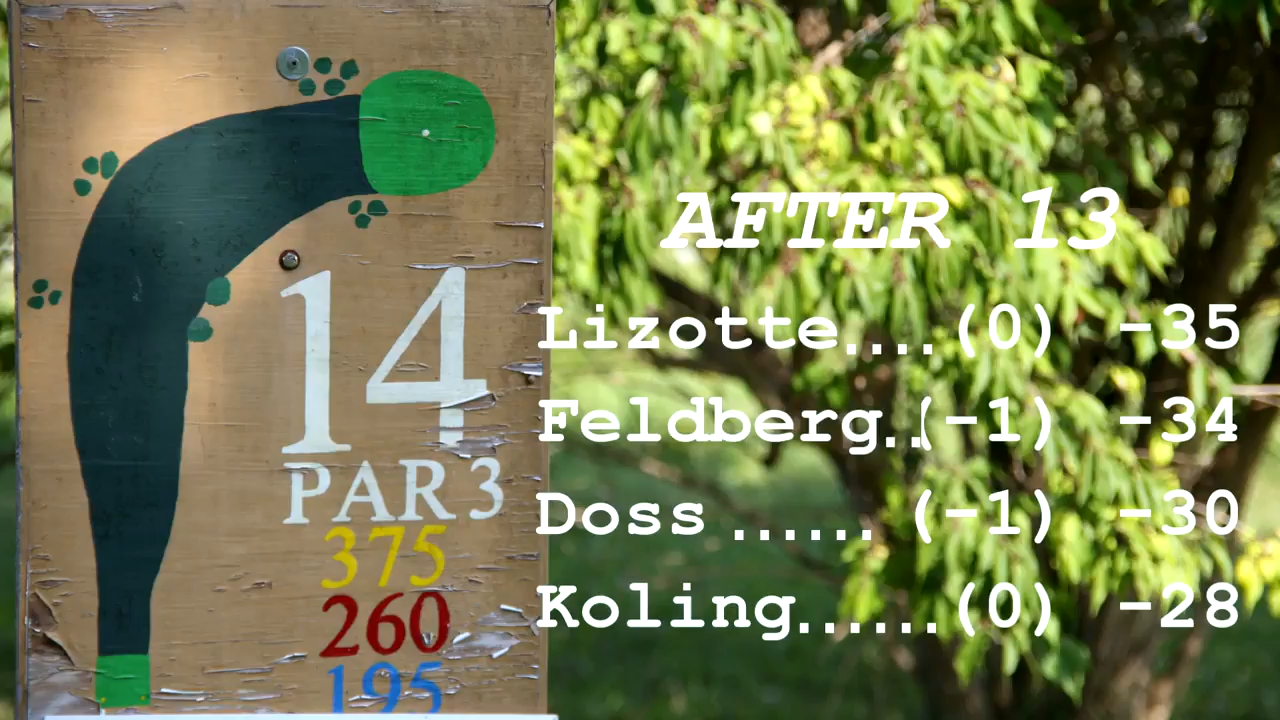 14
PAR 3
375
260
195
AFTER 13
Lizotte....(0) -35
Feldberg..(-1) -34
Doss ...... (-1) -30
Koling......(0) -28